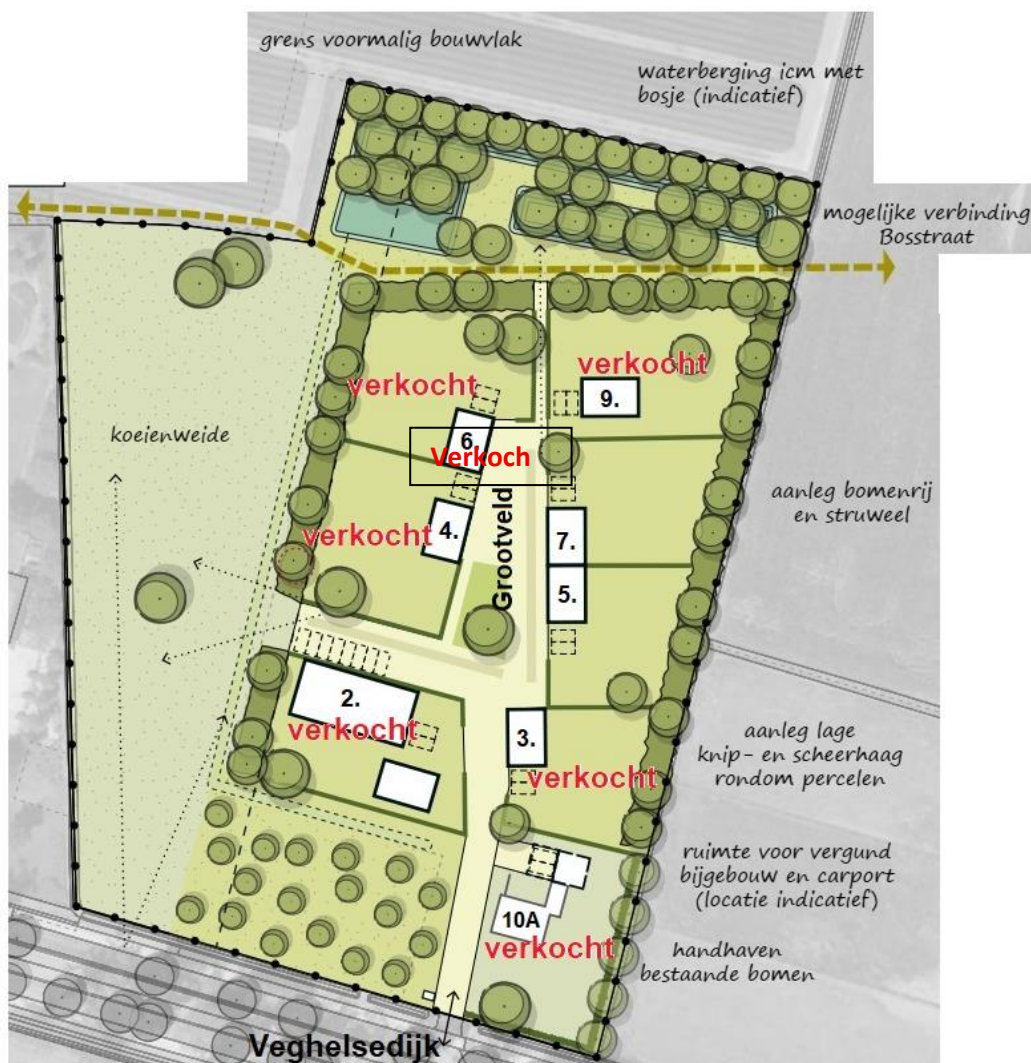 grens voormalig bouwvlak
waterberging icm met
bosje (indicatief)
mogelijke verbinding
Bosstraat
verkocht
9.
verkocht
6.
Verkoch
koeienweide
aanleg bomenrij
en struweel
verkocht
4.
Grootveld
7.
5.
2.
verkocht
3.
verkocht
aanleg lage
knip- en scheerhaag
rondom percelen
ruimte voor vergund
bijgebouw en carport
(locatie indicatief)
10A
verkocht
handhaven
bestaande bomen
Veghelsedijk